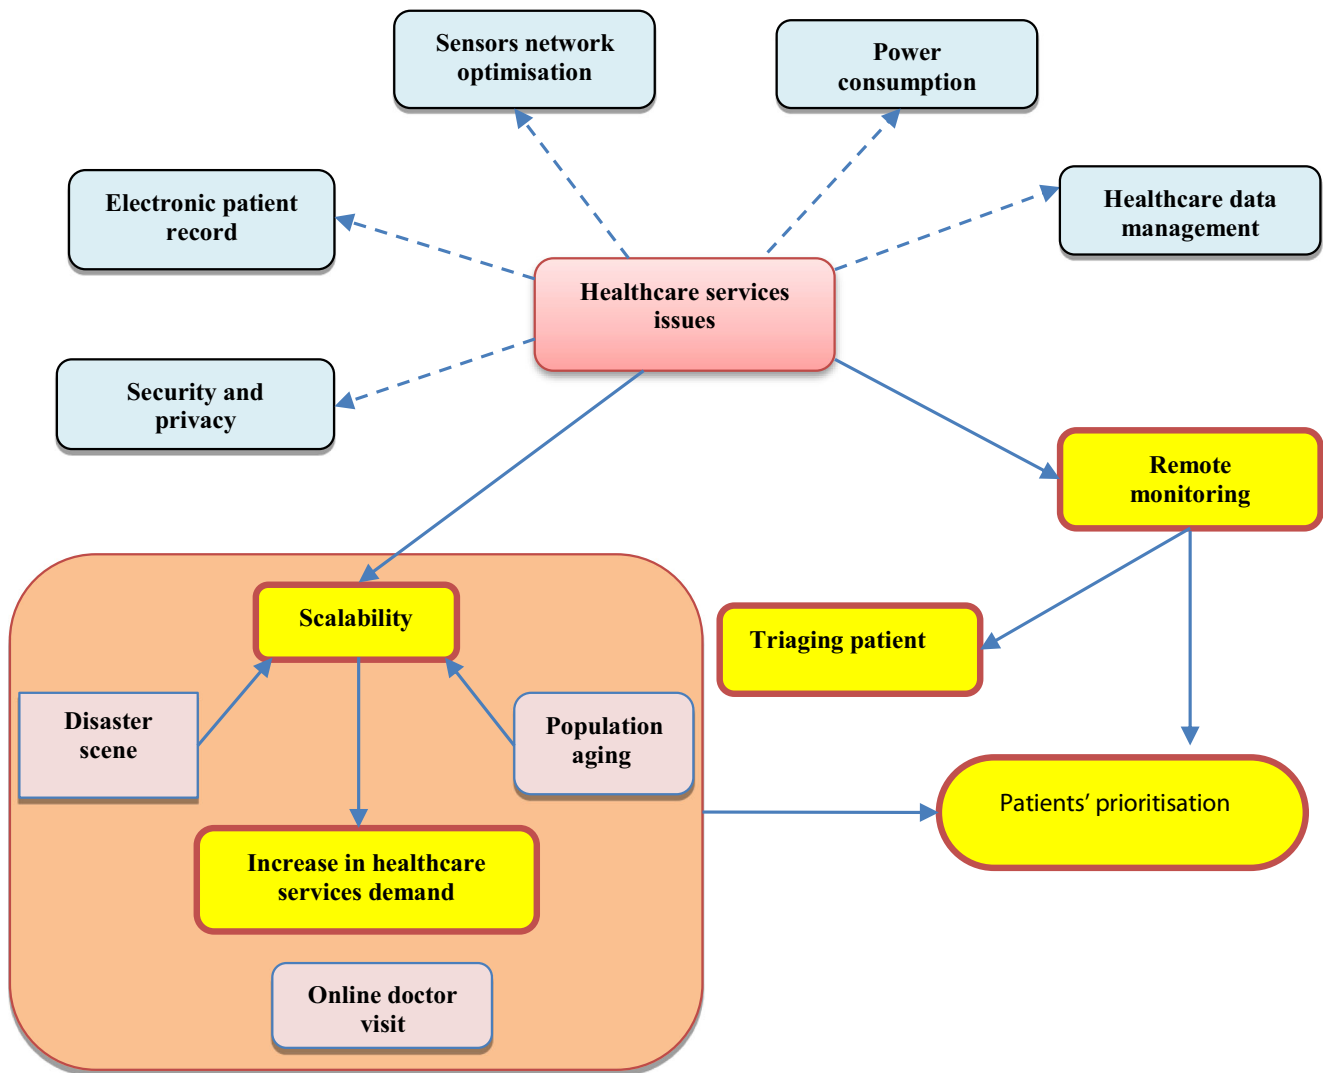 Sensors network
optimisation
Power
consumption
Electronic patient
record
Healthcare data
management
Healthcare services
issues
Security and
privacy
Remote
monitoring
Scalability
Triaging patient
Disaster
scene
Population
aging
Patients’ prioritisation
Increase in healthcare
services demand
Online doctor
visit